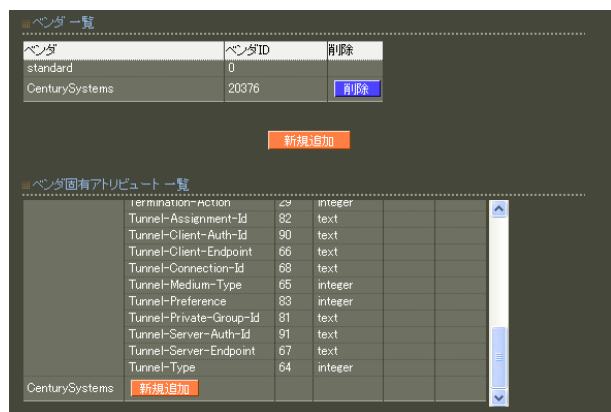 ベンダ 一覧
ベンダ ベンダID 削除
standard 0
CenturySystems 20376 削除
新規追加
ベンダ固有アトリビュート 一覧
Termination-Action 29 integer
Tunnel-Assignment-Id 82 text
Tunnel-Client-Auth-Id 90 text
Tunnel-Client-Endpoint 66 text
Tunnel-Connection-Id 68 text
Tunnel-Medium-Type 65 integer
Tunnel-Preference 83 integer
Tunnel-Private-Group-Id 81 text
Tunnel-Server-Auth-Id 91 text
Tunnel-Server-Endpoint 67 text
Tunnel-Type 64 integer
CenturySystems 新規追加